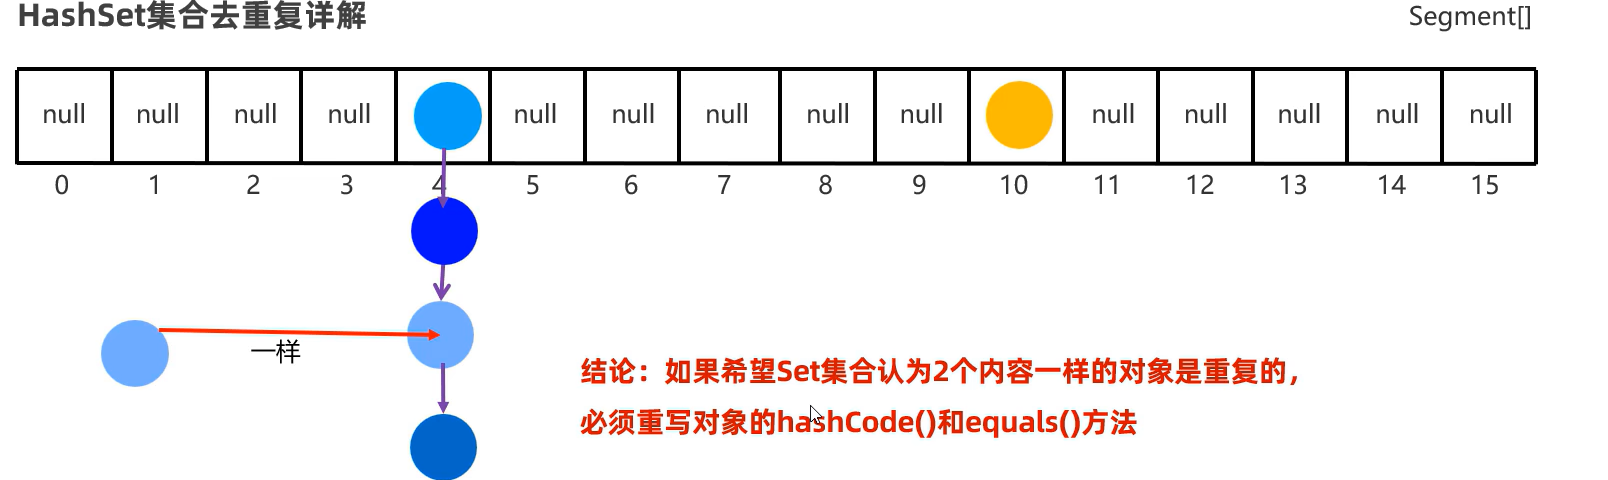 HashSet集合去重复详解
Segment[]
null null null null null null null null null null null null null null
0 1 2 3 4 5 6 7 8 9 10 11 12 13 14 15
一样
结论：如果希望Set集合认为2个内容一样的对象是重复的，
必须重写对象的hashCode()和equals()方法